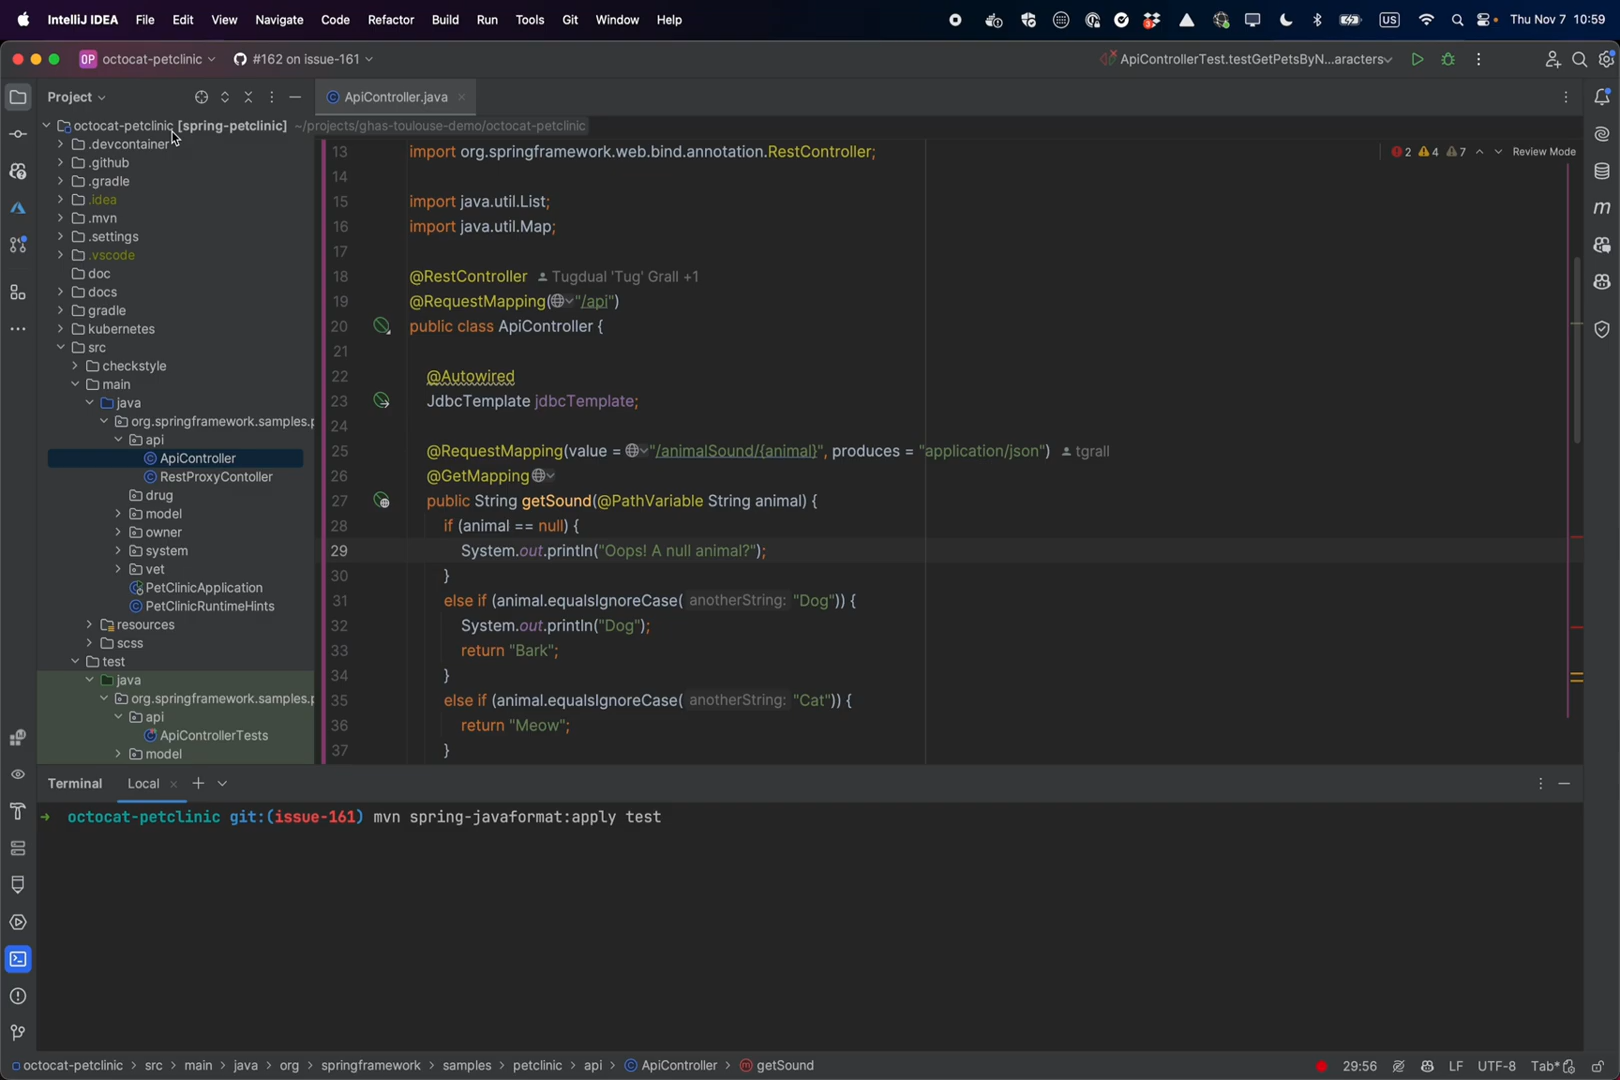 IntelliJ IDEA File Edit View Navigate Code Refactor Build Run Tools Git Window Help US Thu Nov 7 10:59
OP octocat-petclinic #162 on issue-161 ApiControllerTest.testGetPetsByN...aracters
Project ApiController.java
octocat-petclinic [spring-petclinic] ~/projects/ghas-toulouse-demo/octocat-petclinic
.devcontainer
.github
.gradle
.idea
.mvn
.settings
.vscode
doc
docs
gradle
kubernetes
src
checkstyle
main
java
org.springframework.samples.p
api
ApiController
RestProxyContoller
drug
model
owner
system
vet
PetClinicApplication
PetClinicRuntimeHints
resources
scss
test
java
org.springframework.samples.p
api
ApiControllerTests
model
2 4 7 Review Mode
13 import org.springframework.web.bind.annotation.RestController;
14
15 import java.util.List;
16 import java.util.Map;
17
18 @RestController Tugdual 'Tug' Grall +1
19 @RequestMapping("/api")
20 public class ApiController {
21
22 @Autowired
23 JdbcTemplate jdbcTemplate;
24
25 @RequestMapping(value = "/animalSound/{animal}", produces = "application/json") tgrall
26 @GetMapping
27 public String getSound(@PathVariable String animal) {
28 if (animal == null) {
29 System.out.println("Oops! A null animal?");
30 }
31 else if (animal.equalsIgnoreCase( anotherString: "Dog")) {
32 System.out.println("Dog");
33 return "Bark";
34 }
35 else if (animal.equalsIgnoreCase( anotherString: "Cat")) {
36 return "Meow";
37 }
Terminal Local
octocat-petclinic git:(issue-161) mvn spring-javaformat:apply test
octocat-petclinic > src > main > java > org > springframework > samples > petclinic > api > ApiController > getSound 29:56 LF UTF-8 Tab*